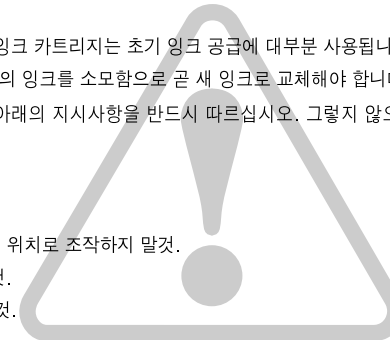 잉크 카트리지는 초기 잉크 공급에 대부분 사용됩니
의 잉크를 소모함으로 곧 새 잉크로 교체해야 합니
아래의 지시사항을 반드시 따르십시오. 그렇지 않으
위치로 조작하지 말것.
것.
것.